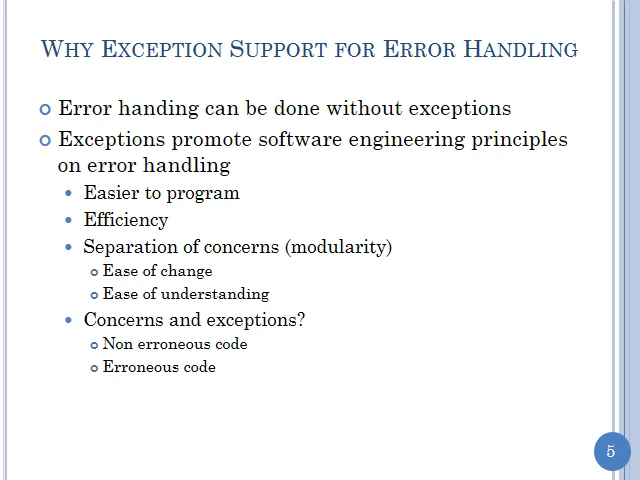 Why Exception Support for Error Handling
Error handing can be done without exceptions
Exceptions promote software engineering principles
on error handling
Easier to program
Efficiency
Separation of concerns (modularity)
Ease of change
Ease of understanding
Concerns and exceptions?
Non erroneous code
Erroneous code
5